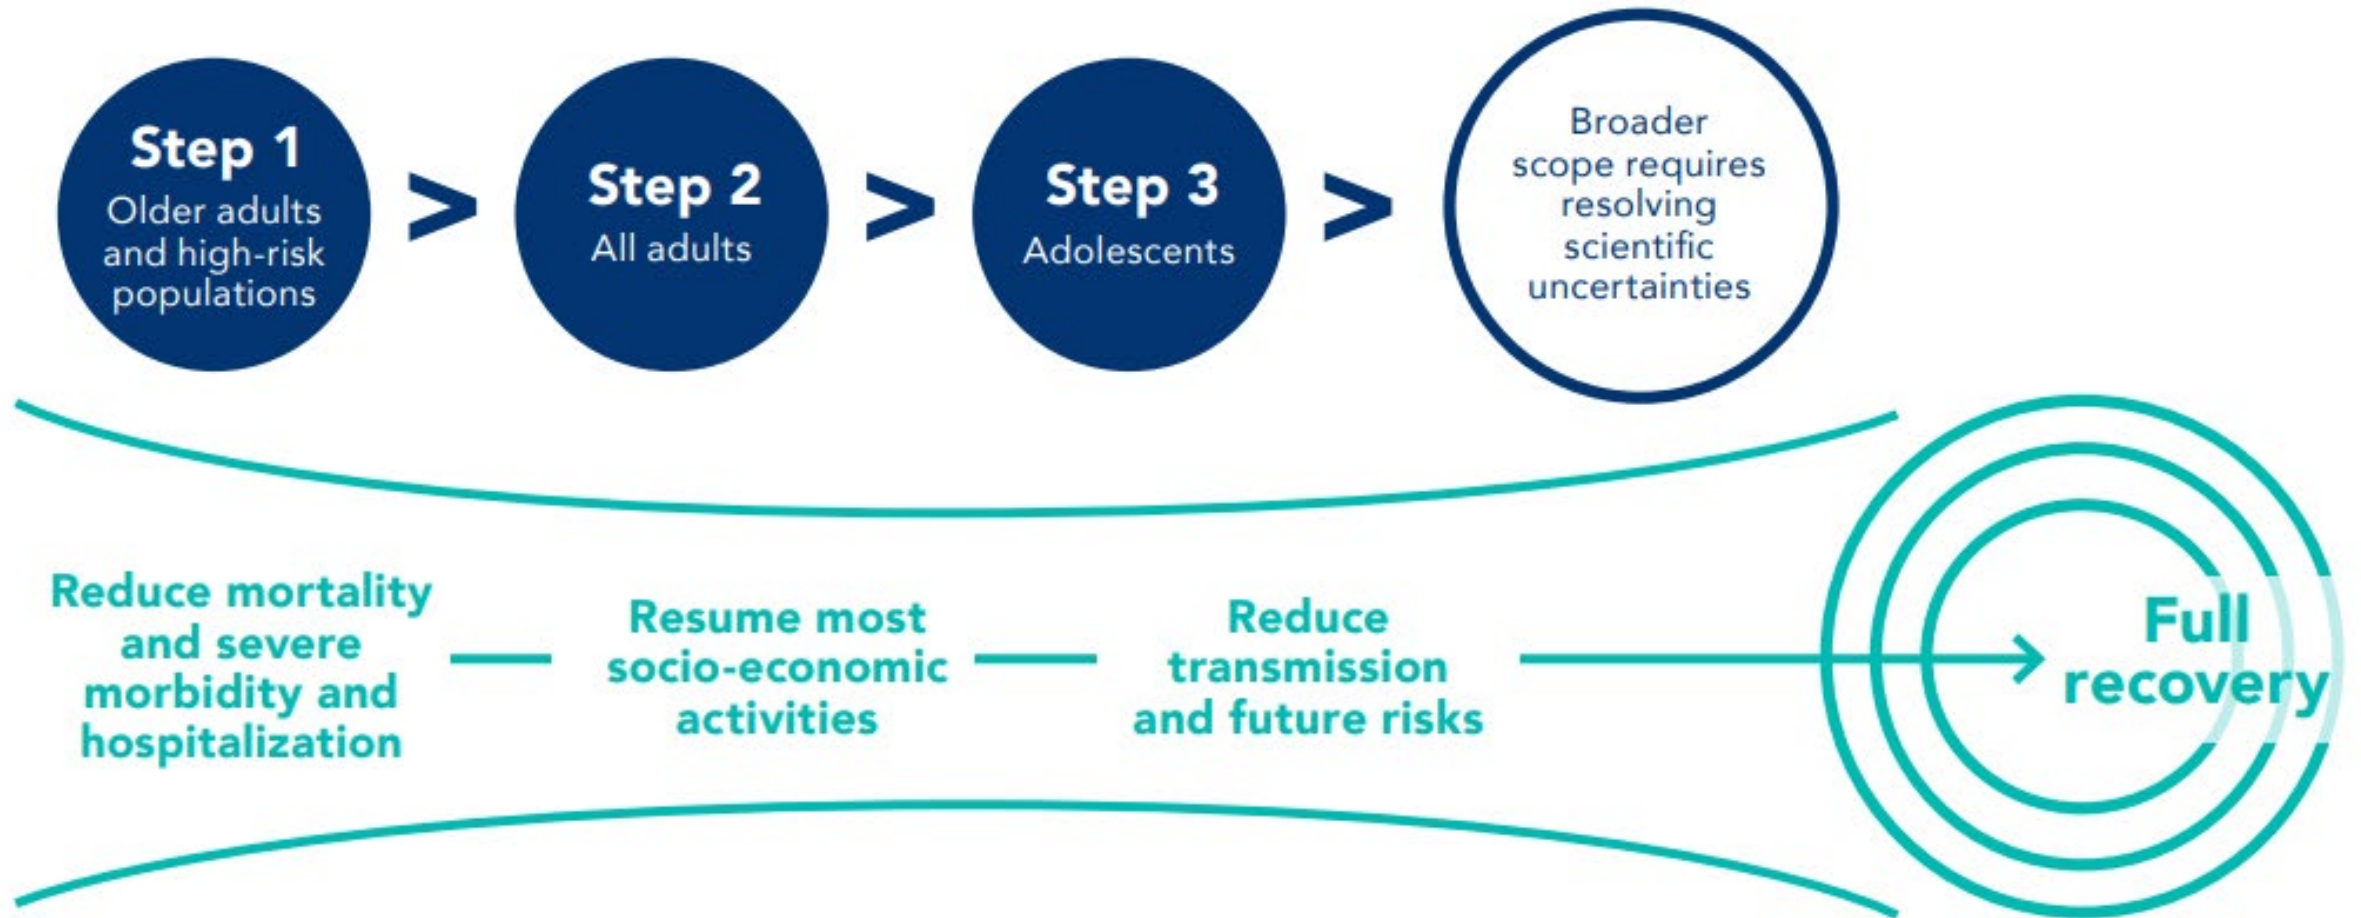 Step 1
Older adults
and high-risk
populations
>
Step 2
All adults
>
Step 3
Adolescents
>
Broader
scope requires
resolving
scientific
uncertainties
Reduce mortality
and severe
morbidity and
hospitalization
Resume most
socio-economic
activities
Reduce
transmission
and future risks
Full
recovery